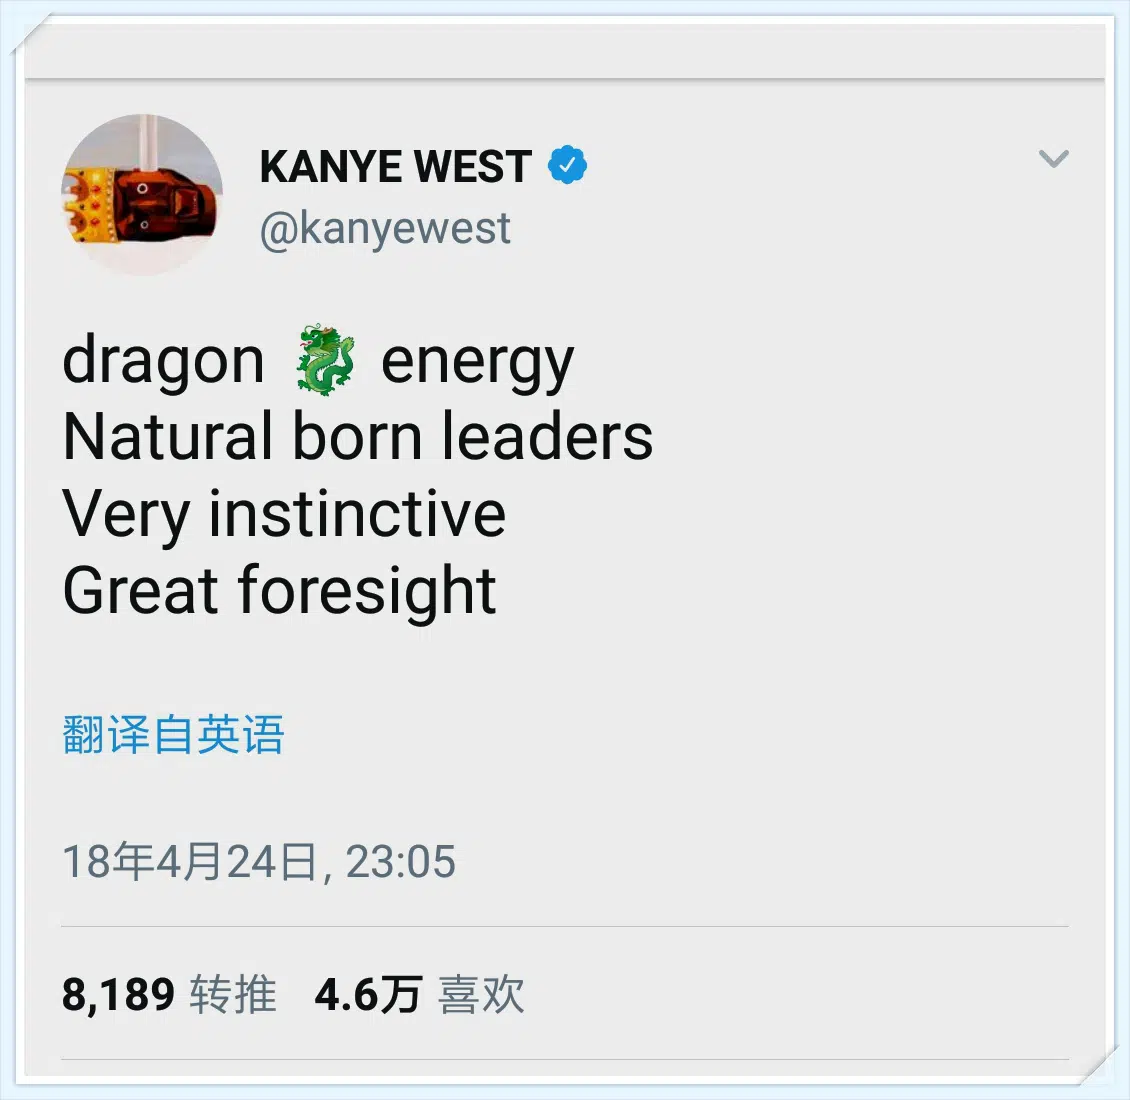 KANYE WEST
@kanyewest
dragon 🐉 energy
Natural born leaders
Very instinctive
Great foresight
翻译自英语
18年4月24日, 23:05
8,189 转推 4.6万 喜欢